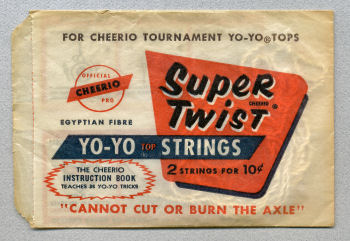 FOR CHEERIO TOURNAMENT YO-YO® TOPS
OFFICIAL
CHEERIO
PRO
EGYPTIAN FIBRE
SUPER
CHEERIO
TWIST ®
YO-YO TOP STRINGS
2 STRINGS FOR 10¢
THE CHEERIO
INSTRUCTION BOOK
TEACHES 35 YO-YO TRICKS
"CANNOT CUT OR BURN THE AXLE"